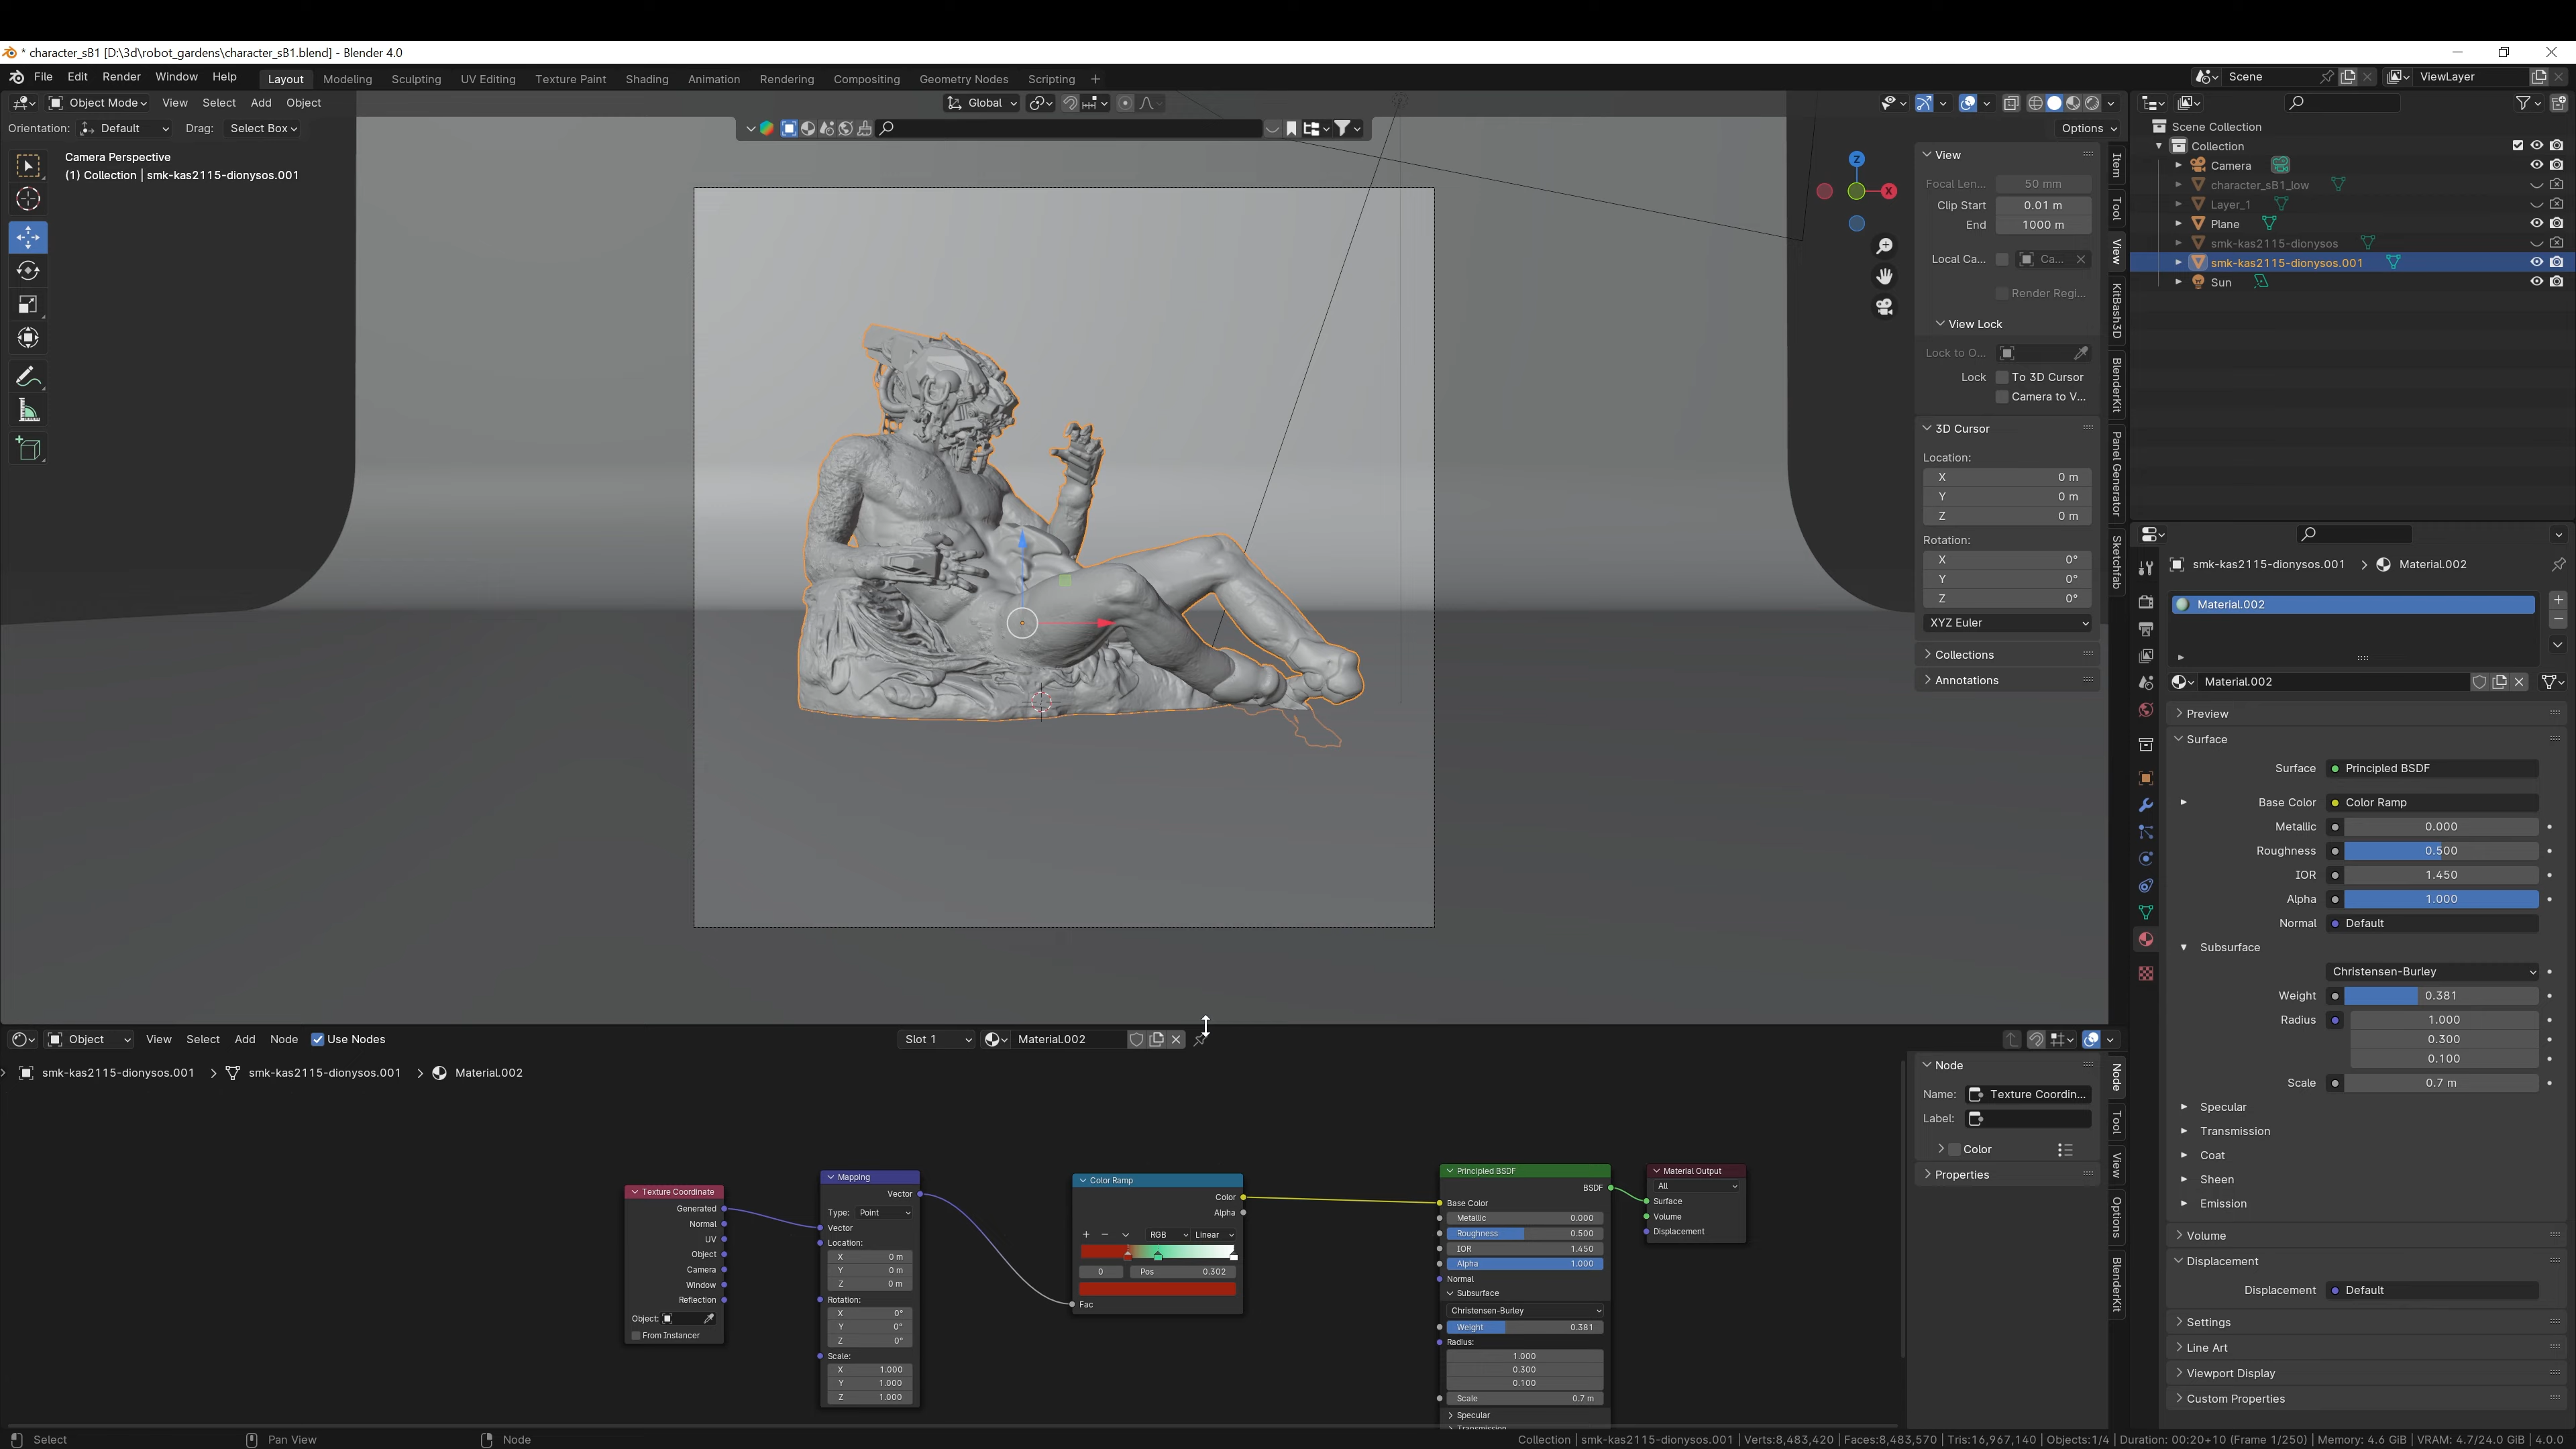 * character_sB1 [D:\3d\robot_gardens\character_sB1.blend] - Blender 4.0
File Edit Render Window Help Layout Modeling Sculpting UV Editing Texture Paint Shading Animation Rendering Compositing Geometry Nodes Scripting + Scene ViewLayer
Object Mode View Select Add Object Global
Orientation: Default Drag: Select Box Options
Camera Perspective
(1) Collection | smk-kas2115-dionysos.001
Z
X
View
Focal Len... 50 mm
Clip Start 0.01 m
End 1000 m
Local Ca... Ca...
Render Regi...
View Lock
Lock to O...
Lock To 3D Cursor
Camera to V...
3D Cursor
Location:
X 0 m
Y 0 m
Z 0 m
Rotation:
X 0°
Y 0°
Z 0°
XYZ Euler
Collections
Annotations
Item
Tool
View
KitBash3D
BlenderKit
Panel Generator
Sketchfab
Scene Collection
Collection
Camera
character_sB1_low
Layer_1
Plane
smk-kas2115-dionysos
smk-kas2115-dionysos.001
Sun
smk-kas2115-dionysos.001 Material.002
Material.002
Material.002
Preview
Surface
Surface Principled BSDF
Base Color Color Ramp
Metallic 0.000
Roughness 0.500
IOR 1.450
Alpha 1.000
Normal Default
Subsurface
Christensen-Burley
Weight 0.381
Radius 1.000
0.300
0.100
Scale 0.7 m
Specular
Transmission
Coat
Sheen
Emission
Volume
Displacement
Displacement Default
Settings
Line Art
Viewport Display
Custom Properties
Object View Select Add Node Use Nodes Slot 1 Material.002
smk-kas2115-dionysos.001 smk-kas2115-dionysos.001 Material.002
Texture Coordinate
Generated
Normal
UV
Object
Camera
Window
Reflection
Object:
From Instancer
Mapping
Vector
Type: Point
Vector
Location:
X 0 m
Y 0 m
Z 0 m
Rotation:
X 0°
Y 0°
Z 0°
Scale:
X 1.000
Y 1.000
Z 1.000
Color Ramp
Color
Alpha
+ − RGB Linear
0 Pos 0.302
Fac
Principled BSDF
BSDF
Base Color
Metallic 0.000
Roughness 0.500
IOR 1.450
Alpha 1.000
Normal
Subsurface
Christensen-Burley
Weight 0.381
Radius:
1.000
0.300
0.100
Scale 0.7 m
Specular
Transmission
Material Output
All
Surface
Volume
Displacement
Node
Name: Texture Coordin...
Label:
Color
Properties
Node
Tool
View
Options
BlenderKit
Select Pan View Node Collection | smk-kas2115-dionysos.001 | Verts:8,483,420 | Faces:8,483,570 | Tris:16,967,140 | Objects:1/4 | Duration: 00:20+10 (Frame 1/250) | Memory: 4.6 GiB | VRAM: 4.7/24.0 GiB | 4.0.0